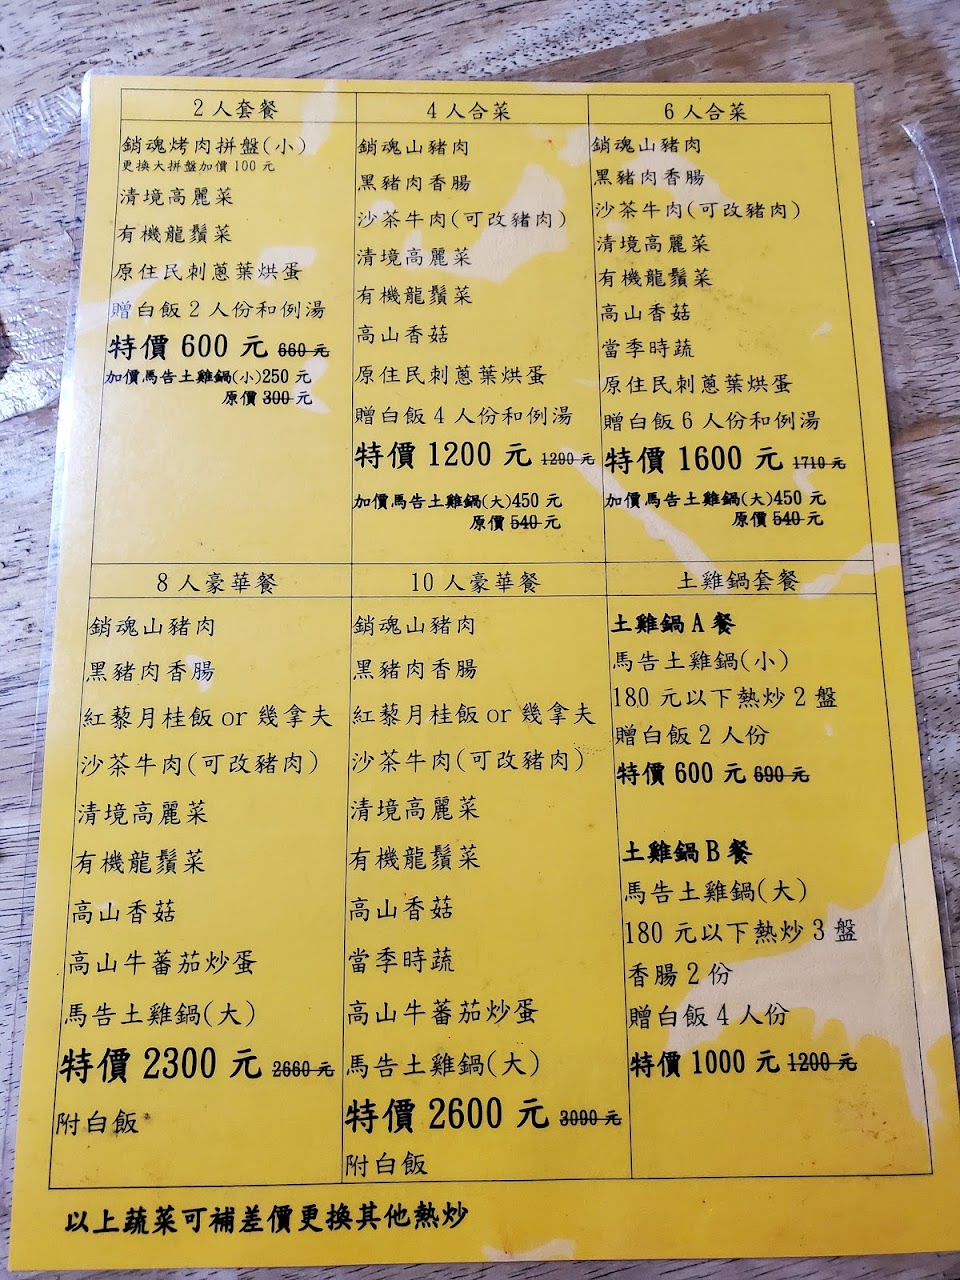 2人套餐
銷魂烤肉拼盤(小)
更換大拼盤加價100元
清境高麗菜
有機龍鬚菜
原住民刺蔥葉烘蛋
贈白飯2人份和例湯
特價600元 660元
加價馬告土雞鍋(小)250元
原價300元
4人合菜
銷魂山豬肉
黑豬肉香腸
沙茶牛肉(可改豬肉)
清境高麗菜
有機龍鬚菜
高山香菇
原住民刺蔥葉烘蛋
贈白飯4人份和例湯
特價1200元 1290元
加價馬告土雞鍋(大)450元
原價540元
6人合菜
銷魂山豬肉
黑豬肉香腸
沙茶牛肉(可改豬肉)
清境高麗菜
有機龍鬚菜
高山香菇
當季時蔬
原住民刺蔥葉烘蛋
贈白飯6人份和例湯
特價1600元 1710元
加價馬告土雞鍋(大)450元
原價540元
8人豪華餐
銷魂山豬肉
黑豬肉香腸
紅藜月桂飯or幾拿夫
沙茶牛肉(可改豬肉)
清境高麗菜
有機龍鬚菜
高山香菇
高山牛蕃茄炒蛋
馬告土雞鍋(大)
特價2300元 2660元
附白飯
10人豪華餐
銷魂山豬肉
黑豬肉香腸
紅藜月桂飯or幾拿夫
沙茶牛肉(可改豬肉)
清境高麗菜
有機龍鬚菜
高山香菇
當季時蔬
高山牛蕃茄炒蛋
馬告土雞鍋(大)
特價2600元 3090元
附白飯
土雞鍋套餐
土雞鍋A餐
馬告土雞鍋(小)
180元以下熱炒2盤
贈白飯2人份
特價600元 690元
土雞鍋B餐
馬告土雞鍋(大)
180元以下熱炒3盤
香腸2份
贈白飯4人份
特價1000元 1200元
以上蔬菜可補差價更換其他熱炒